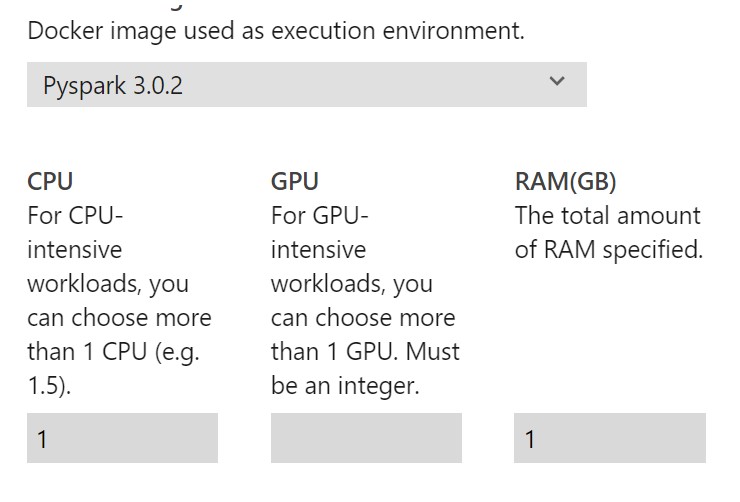 Docker image used as execution environment.
Pyspark 3.0.2
CPU
For CPU-
intensive
workloads, you
can choose more
than 1 CPU (e.g.
1.5).
1
GPU
For GPU-
intensive
workloads, you
can choose more
than 1 GPU. Must
be an integer.
RAM(GB)
The total amount
of RAM specified.
1